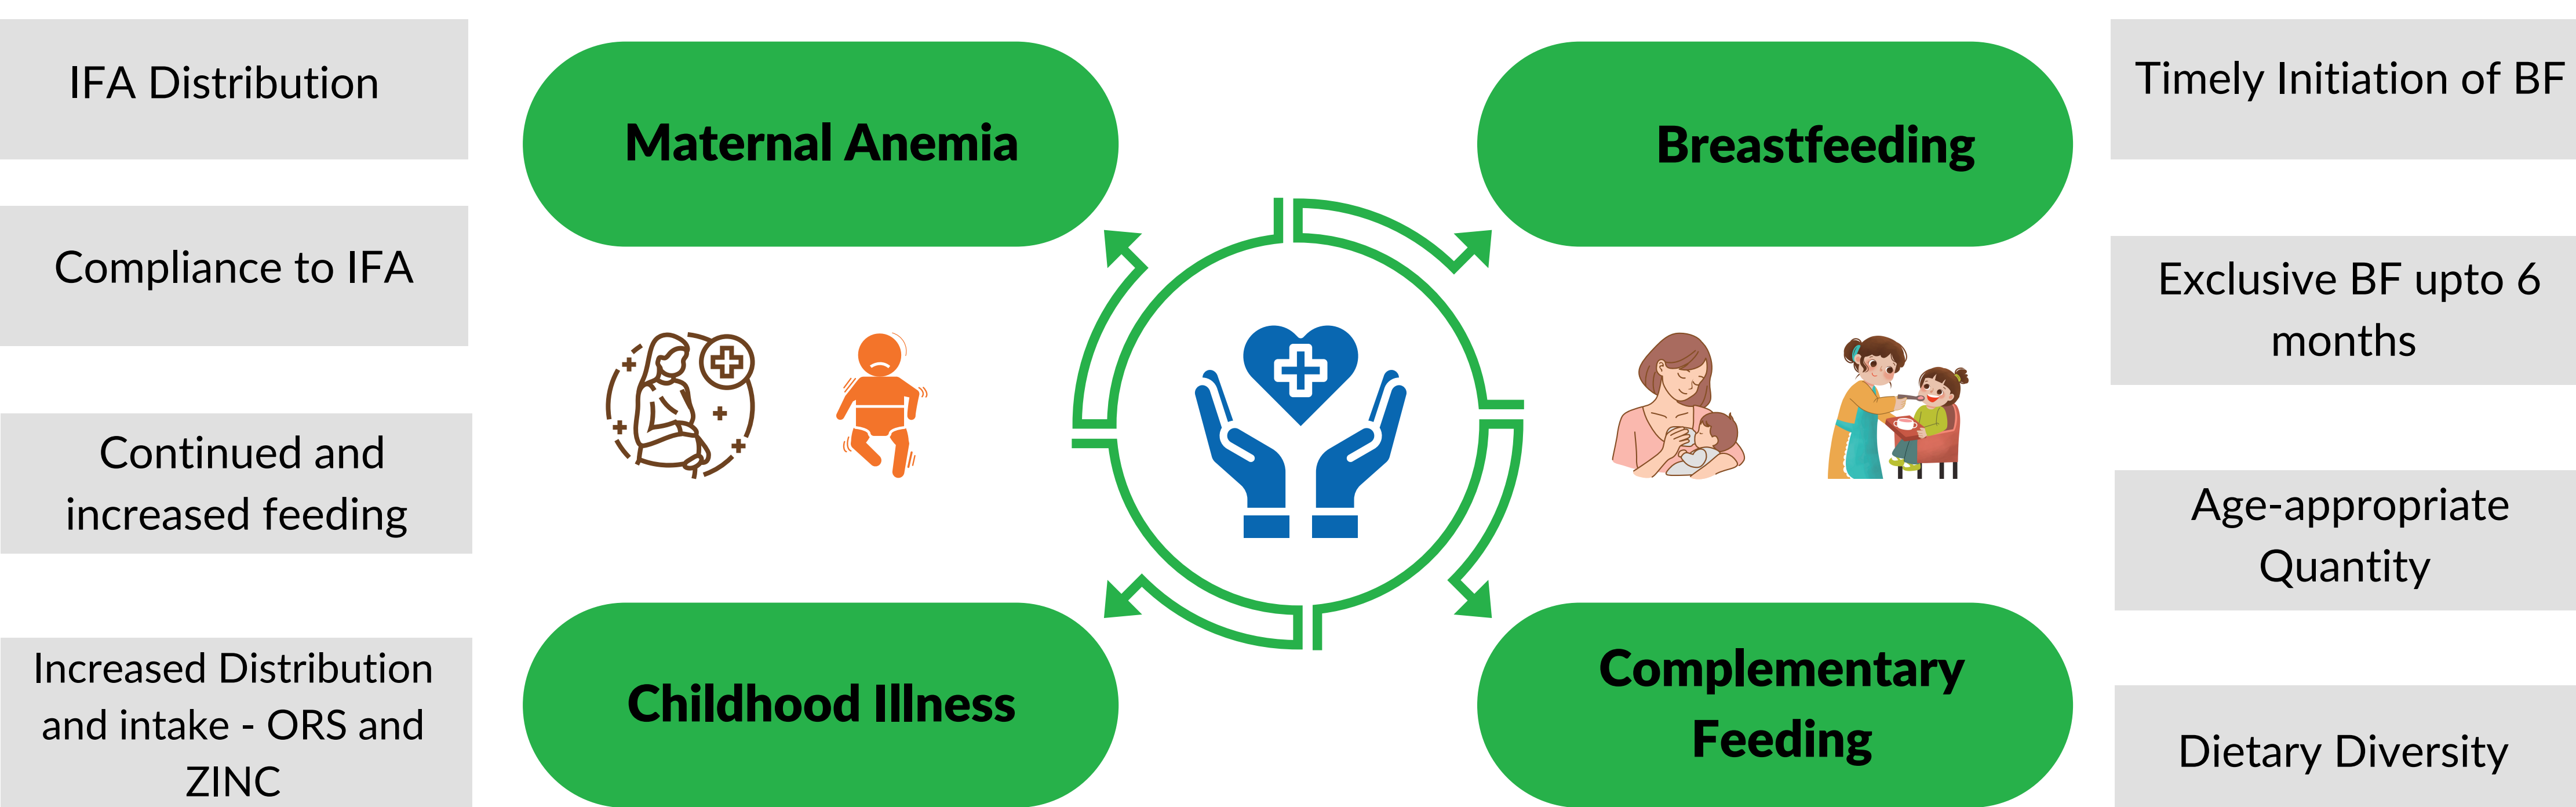 IFA Distribution
Compliance to IFA
Continued and
increased feeding
Increased Distribution
and intake - ORS and
ZINC
Maternal Anemia
Childhood Illness
Breastfeeding
Complementary
Feeding
Timely Initiation of BF
Exclusive BF upto 6
months
Age-appropriate
Quantity
Dietary Diversity